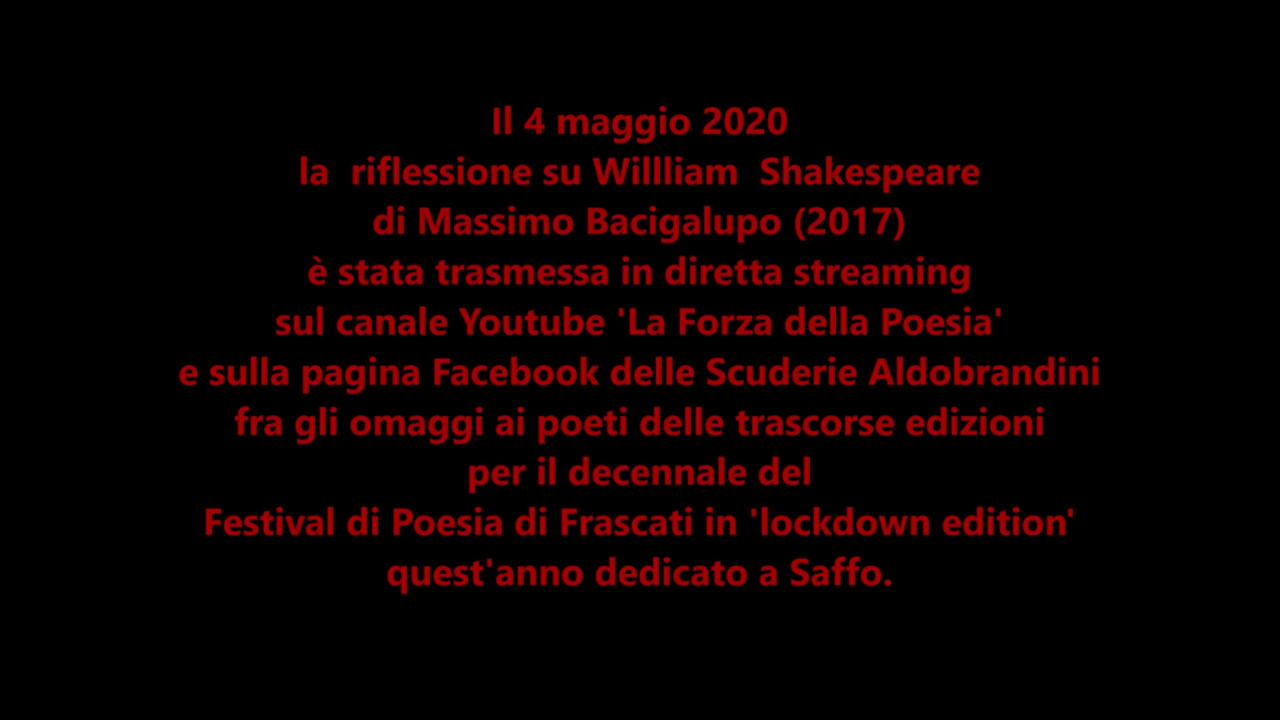 Il 4 maggio 2020
la  riflessione su Willliam  Shakespeare
di Massimo Bacigalupo (2017)
è stata trasmessa in diretta streaming
sul canale Youtube 'La Forza della Poesia'
e sulla pagina Facebook delle Scuderie Aldobrandini
fra gli omaggi ai poeti delle trascorse edizioni
per il decennale del
Festival di Poesia di Frascati in 'lockdown edition'
quest'anno dedicato a Saffo.